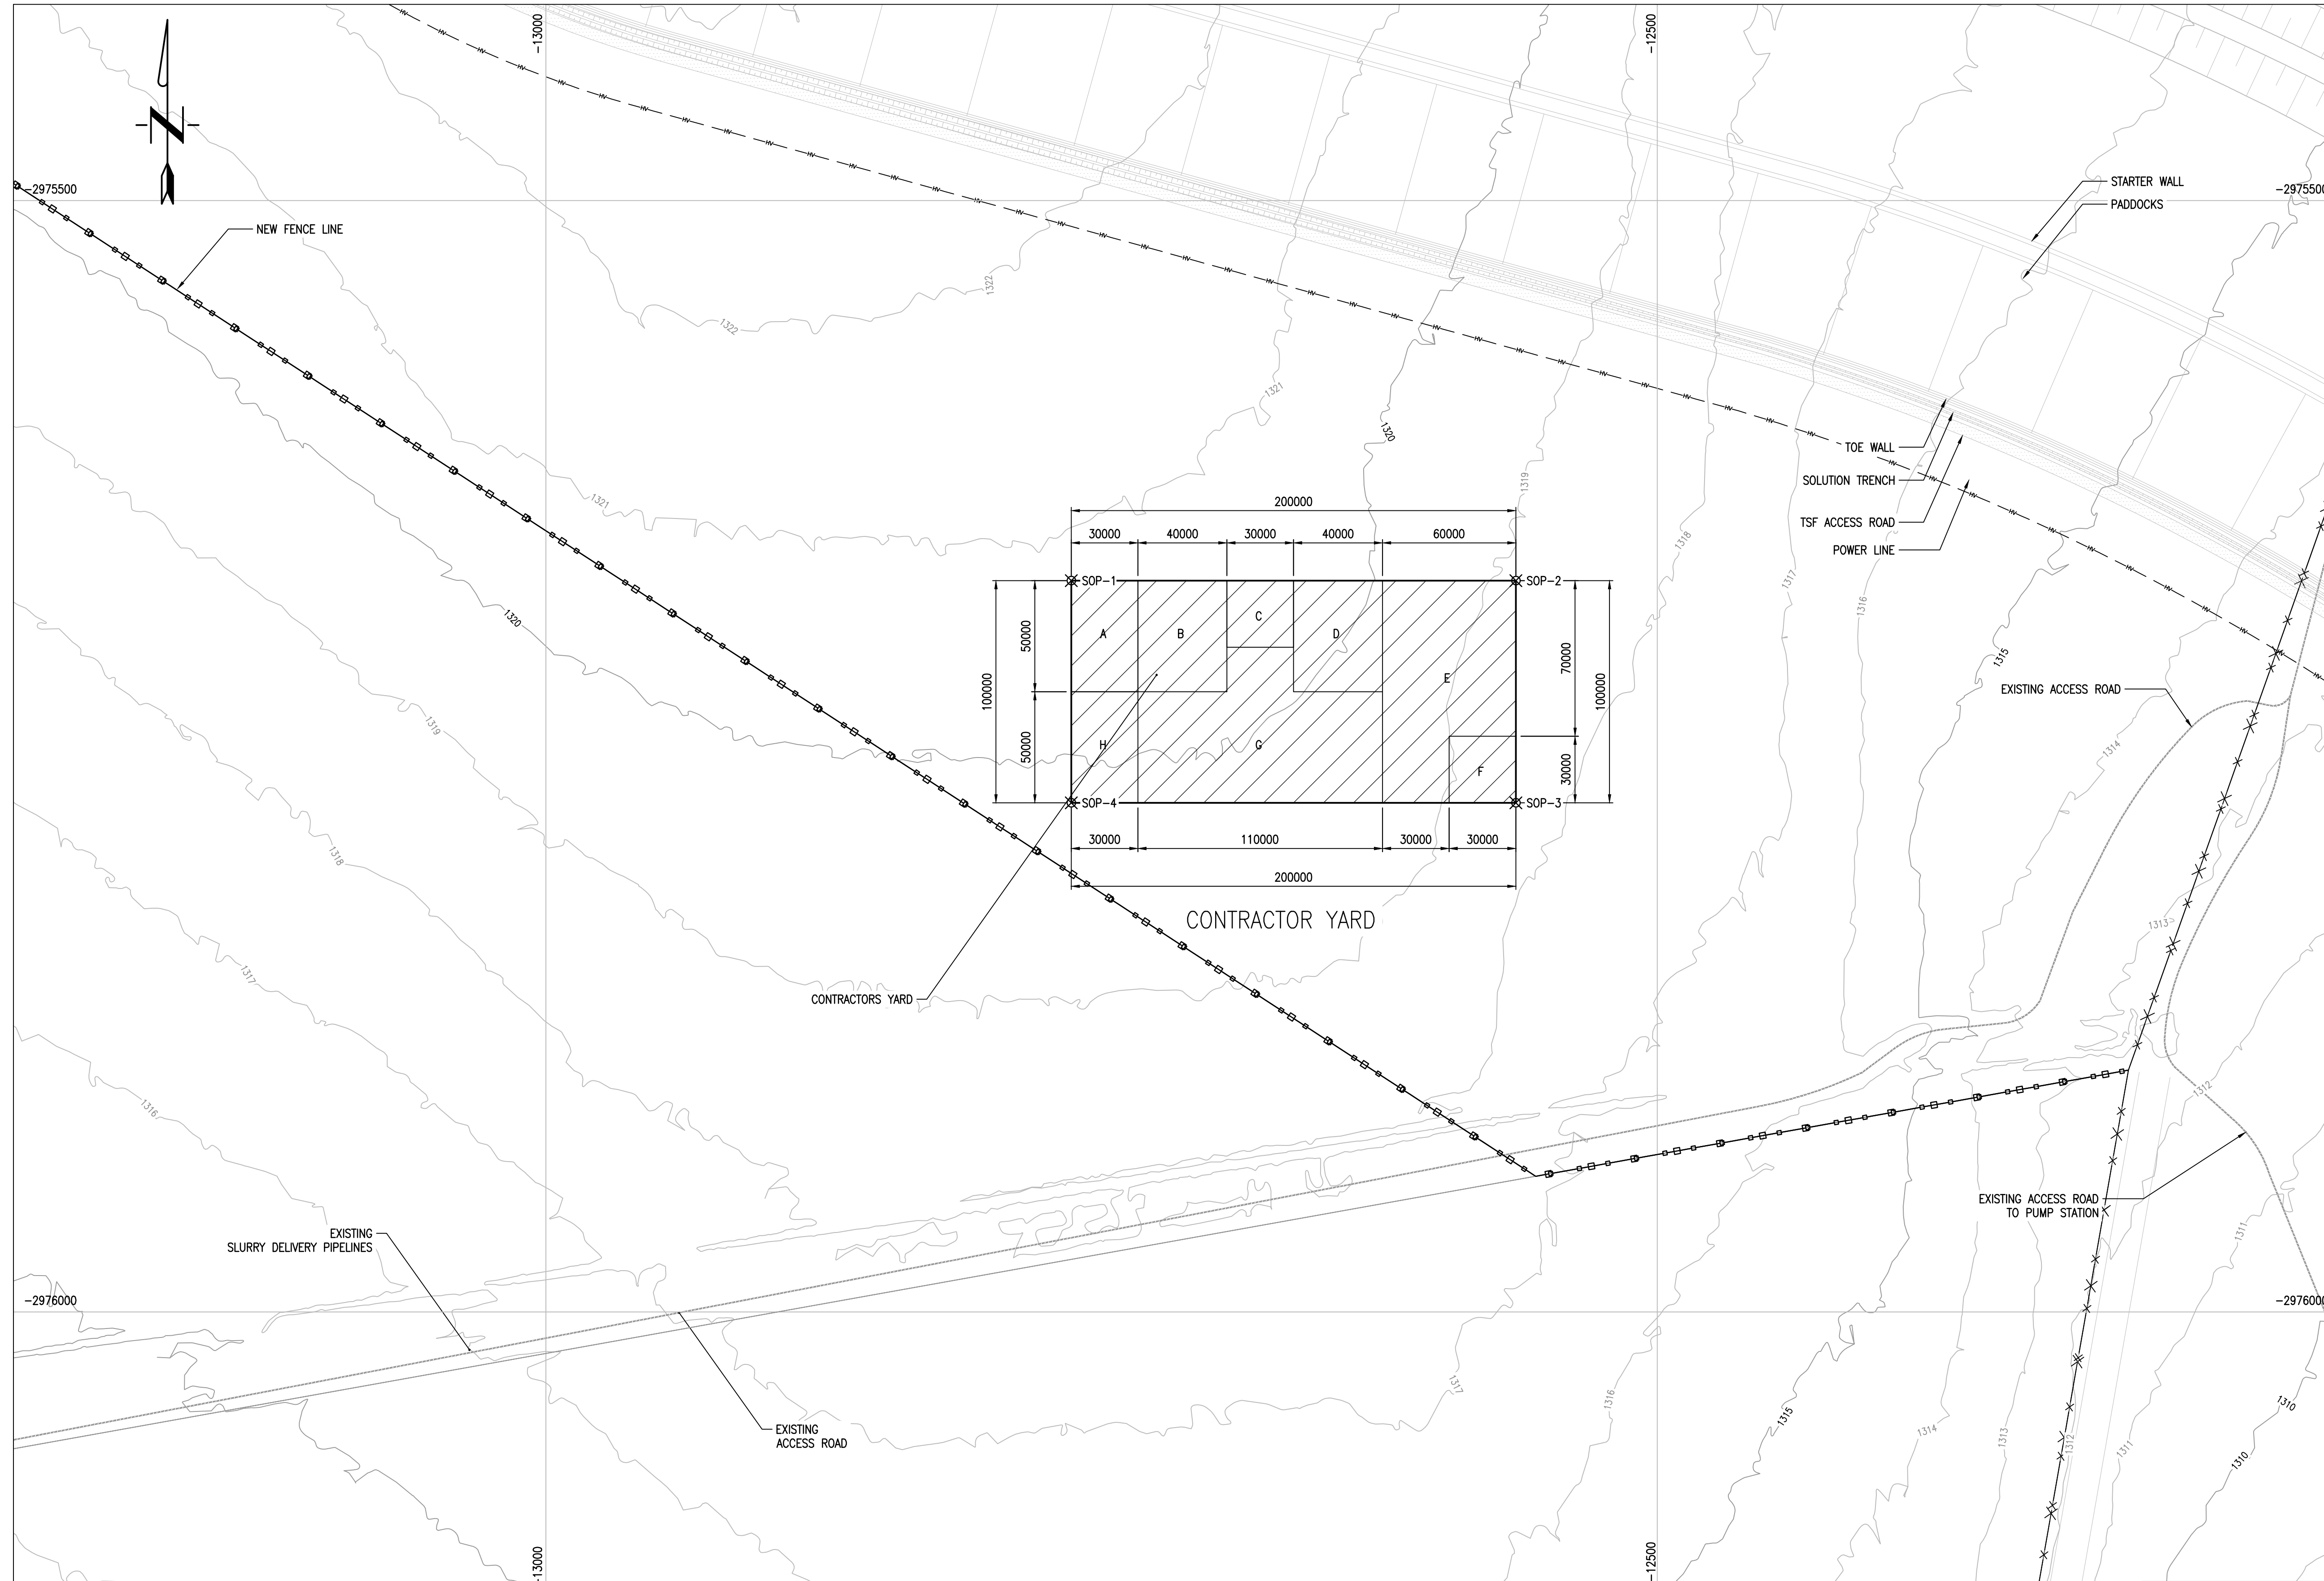 -13000
-12500
N
-2975500
-2975500
NEW FENCE LINE
STARTER WALL
PADDOCKS
HV
1322
1322
1321
1321
1320
1319
1318
1317
1316
TOE WALL
SOLUTION TRENCH
TSF ACCESS ROAD
POWER LINE
200000
30000
40000
30000
40000
60000
SOP-1
SOP-2
A
B
C
D
E
F
G
H
50000
50000
100000
70000
30000
100000
SOP-4
SOP-3
30000
110000
30000
30000
200000
CONTRACTOR YARD
CONTRACTORS YARD
1320
1319
1318
1317
1316
1315
1314
1313
1312
1311
EXISTING ACCESS ROAD
EXISTING ACCESS ROAD
TO PUMP STATION
EXISTING
SLURRY DELIVERY PIPELINES
-2976000
-2976000
EXISTING
ACCESS ROAD
1317
1316
1315
1314
1313
1312
1311
1310
1310
-13000
-12500